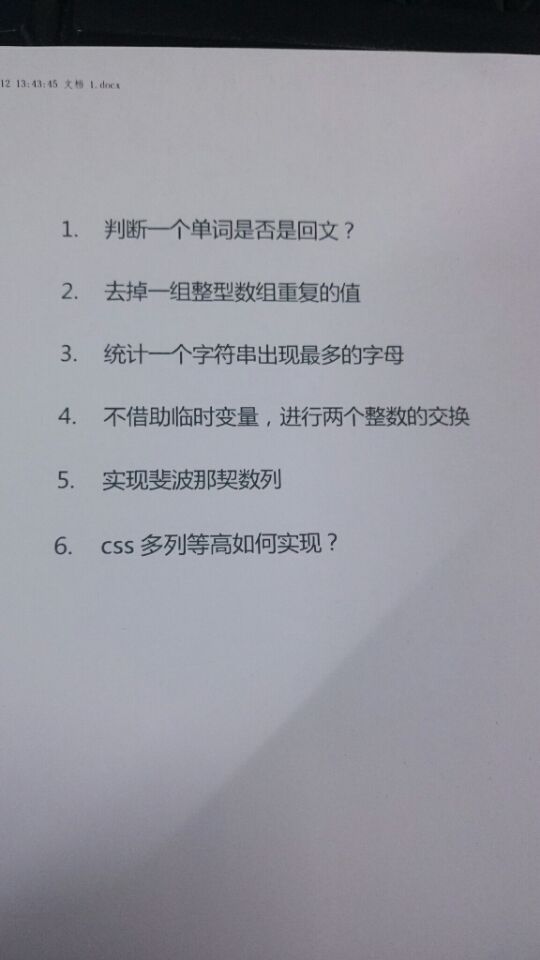 12 13:43:45 文档 1.docx
1. 判断一个单词是否是回文？
2. 去掉一组整型数组重复的值
3. 统计一个字符串出现最多的字母
4. 不借助临时变量，进行两个整数的交换
5. 实现斐波那契数列
6. css 多列等高如何实现？